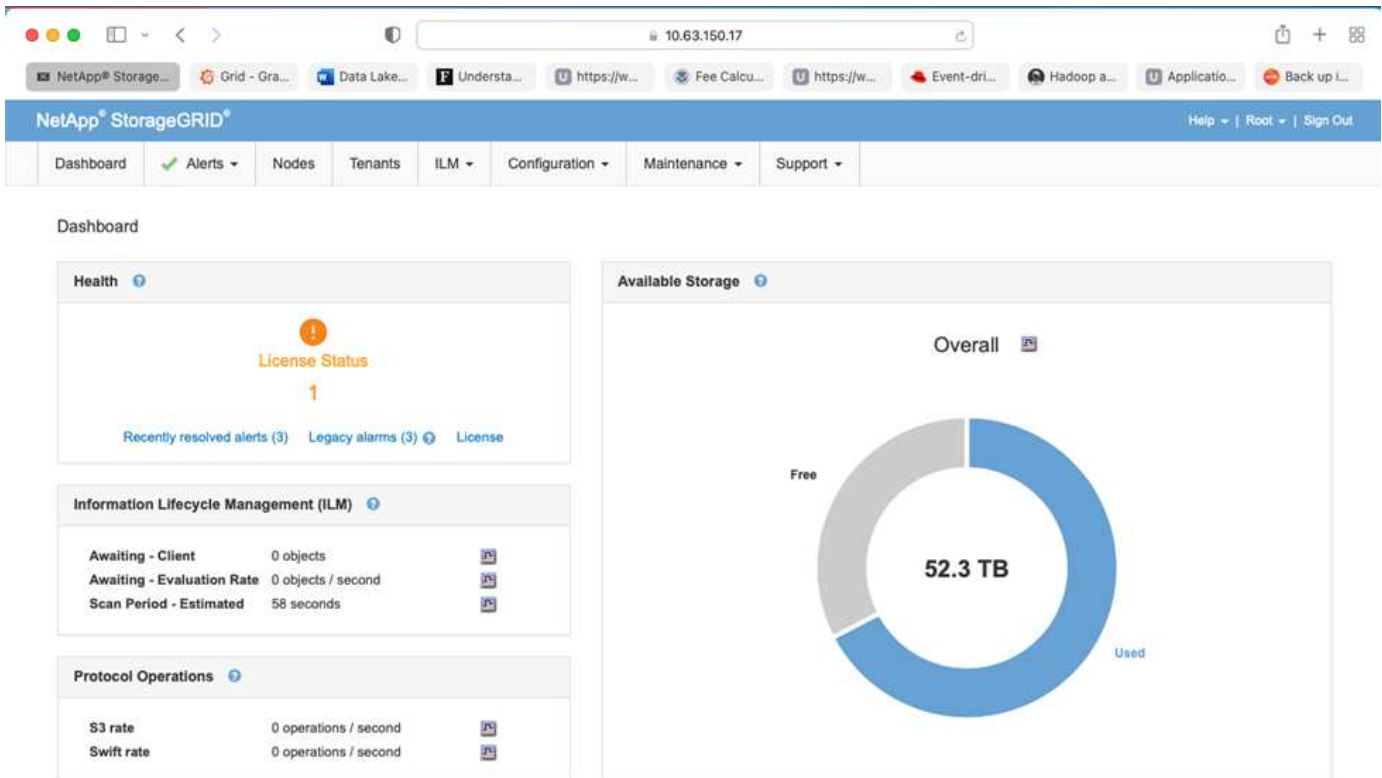 10.63.150.17
NetApp® Storage... Grid - Gra... Data Lake... Understa... https://w... Fee Calcu... https://w... Event-dri... Hadoop a... Applicatio... Back up i...
NetApp® StorageGRID®
Help | Root | Sign Out
Dashboard Alerts Nodes Tenants ILM Configuration Maintenance Support
Dashboard
Health
License Status
1
Recently resolved alerts (3) Legacy alarms (3) License
Information Lifecycle Management (ILM)
Awaiting - Client 0 objects
Awaiting - Evaluation Rate 0 objects / second
Scan Period - Estimated 58 seconds
Protocol Operations
S3 rate 0 operations / second
Swift rate 0 operations / second
Available Storage
Overall
Free
52.3 TB
Used